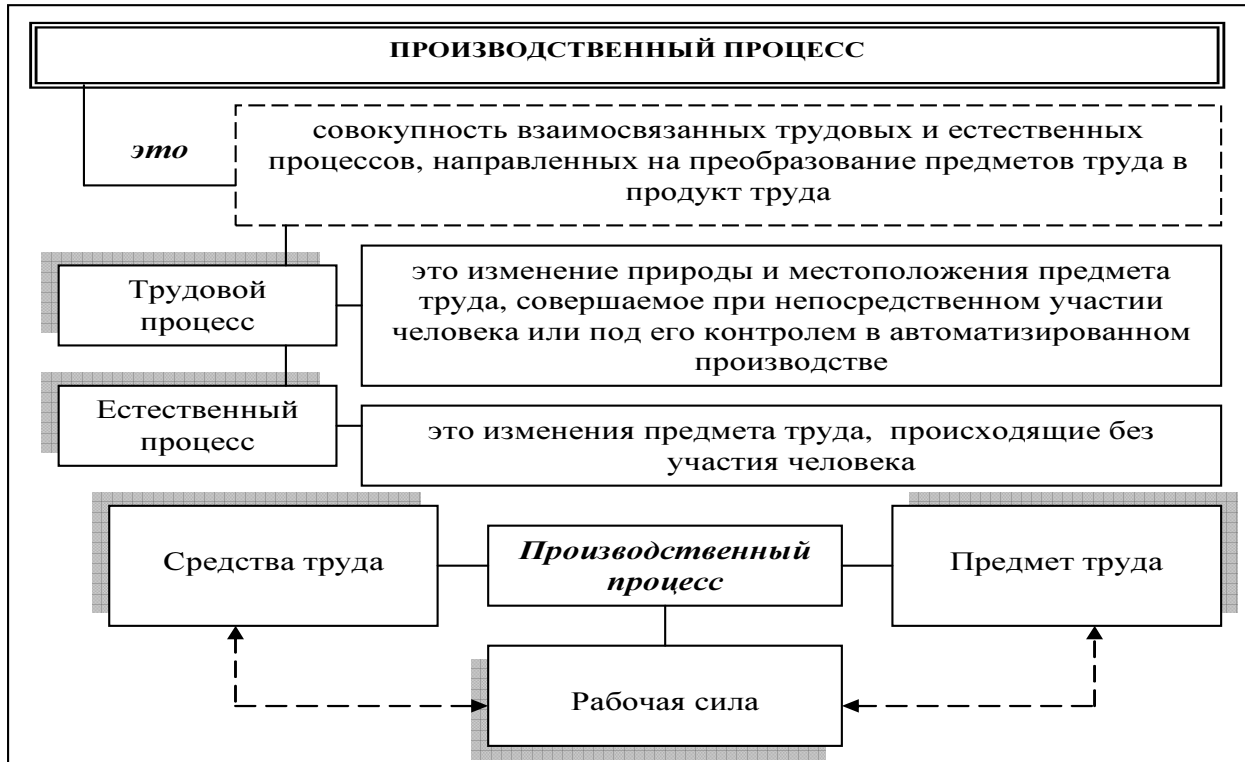 ПРОИЗВОДСТВЕННЫЙ ПРОЦЕСС
это
совокупность взаимосвязанных трудовых и естественных
процессов, направленных на преобразование предметов труда в
продукт труда
Трудовой
процесс
это изменение природы и местоположения предмета
труда, совершаемое при непосредственном участии
человека или под его контролем в автоматизированном
производстве
Естественный
процесс
это изменения предмета труда,  происходящие без
участия человека
Средства труда
Производственный
процесс
Предмет труда
Рабочая сила